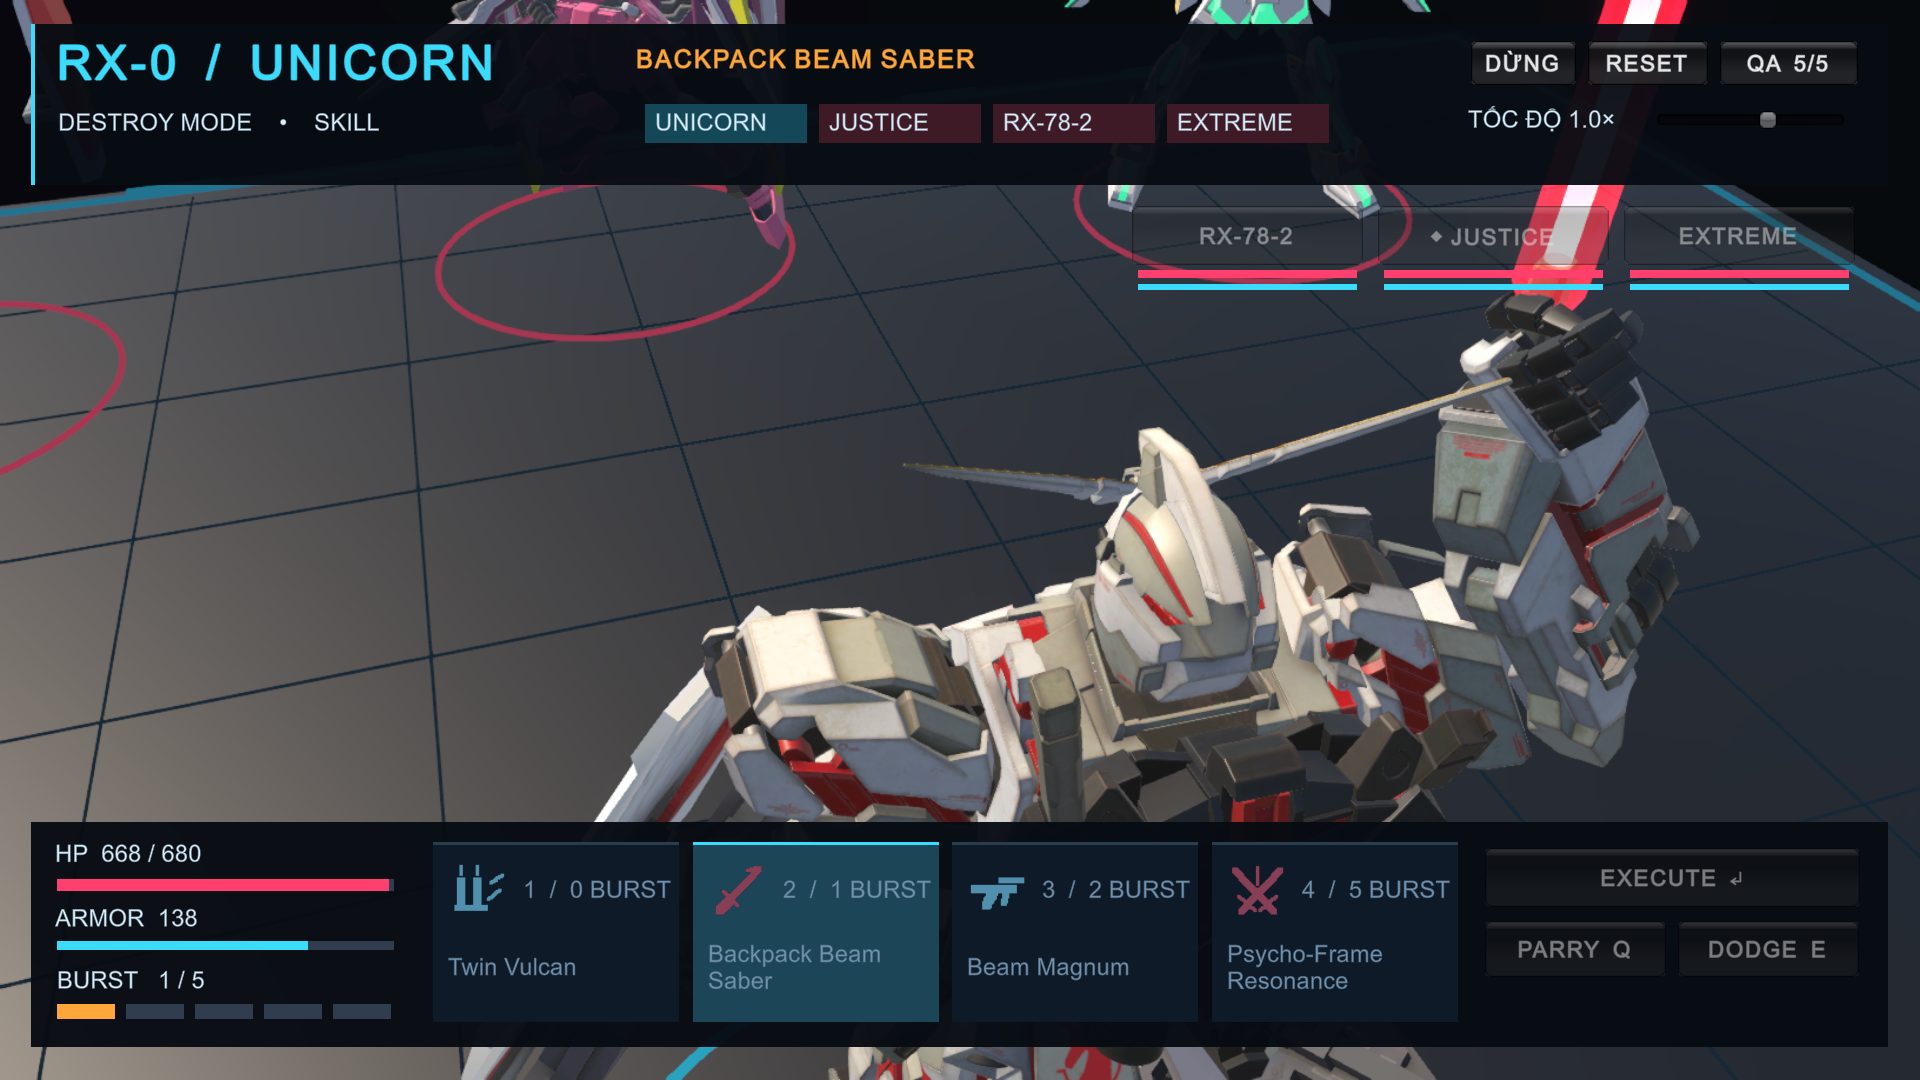 RX-0 / UNICORN
DESTROY MODE • SKILL
BACKPACK BEAM SABER
UNICORN JUSTICE RX-78-2 EXTREME
DỪNG RESET QA 5/5
TỐC ĐỘ 1.0×
RX-78-2 ◆ JUSTICE EXTREME
HP 668 / 680
ARMOR 138
BURST 1 / 5
1 / 0 BURST
Twin Vulcan
2 / 1 BURST
Backpack Beam
Saber
3 / 2 BURST
Beam Magnum
4 / 5 BURST
Psycho-Frame
Resonance
EXECUTE ↲
PARRY Q DODGE E